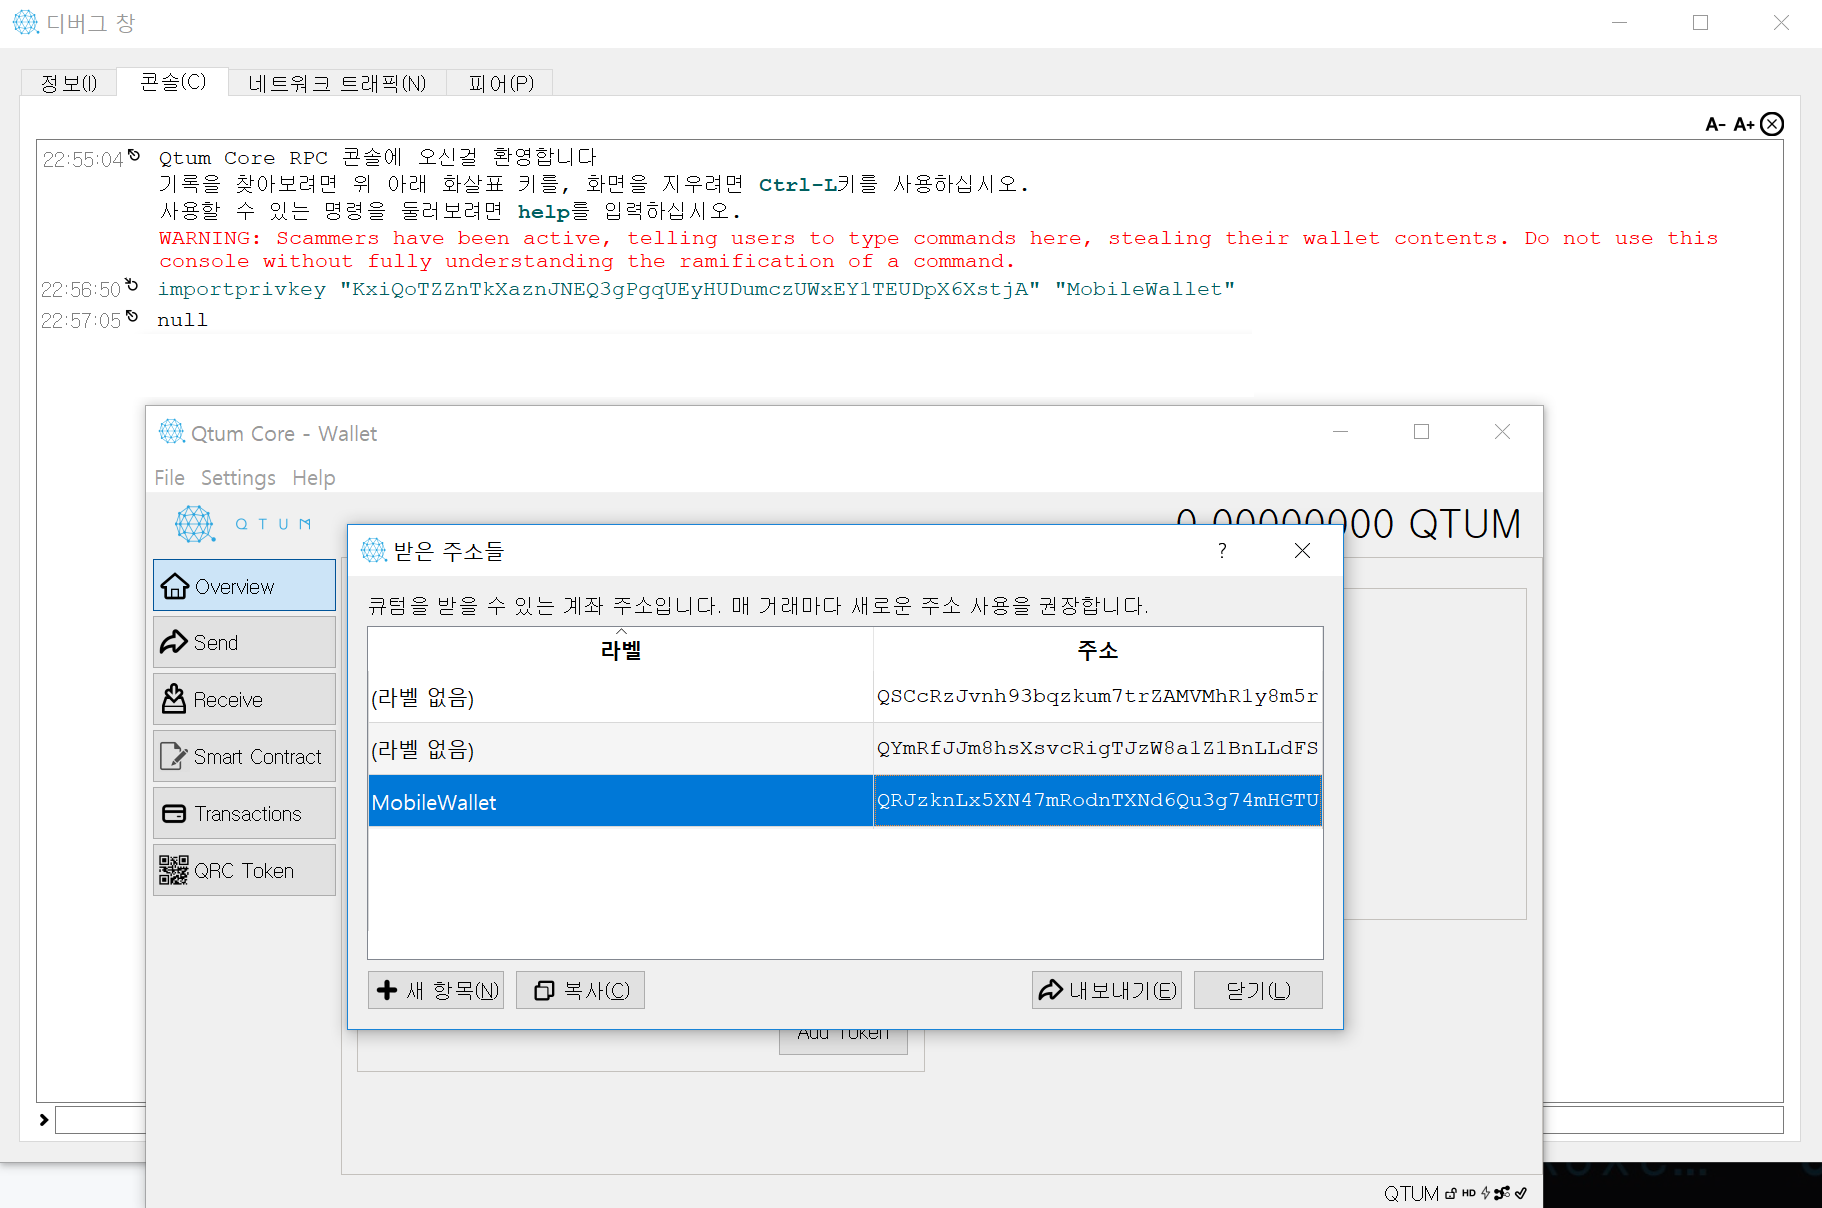 디버그 창
정보(I) 콘솔(C) 네트워크 트래픽(N) 피어(P)
A- A+
22:55:04 Qtum Core RPC 콘솔에 오신걸 환영합니다
기록을 찾아보려면 위 아래 화살표 키를, 화면을 지우려면 Ctrl-L키를 사용하십시오.
사용할 수 있는 명령을 둘러보려면 help를 입력하십시오.
WARNING: Scammers have been active, telling users to type commands here, stealing their wallet contents. Do not use this
console without fully understanding the ramification of a command.
22:56:50 importprivkey "KxiQoTZZnTkXaznJNEQ3gPgqUEyHUDumczUWxEY1TEUDpX6XstjA" "MobileWallet"
22:57:05 null
Qtum Core - Wallet
File Settings Help
QTUM
0.00000000 QTUM
Overview
Send
Receive
Smart Contract
Transactions
QRC Token
받은 주소들
?
큐텀을 받을 수 있는 계좌 주소입니다. 매 거래마다 새로운 주소 사용을 권장합니다.
라벨 주소
(라벨 없음) QSCcRzJvnh93bqzkum7trZAMVMhR1y8m5r
(라벨 없음) QYmRfJJm8hsXsvcRigTJzW8a1Z1BnLLdFS
MobileWallet QRJzknLx5XN47mRodnTXNd6Qu3g74mHGTU
새 항목(N) 복사(C) 내보내기(E) 닫기(L)
Add Token
QTUM HD